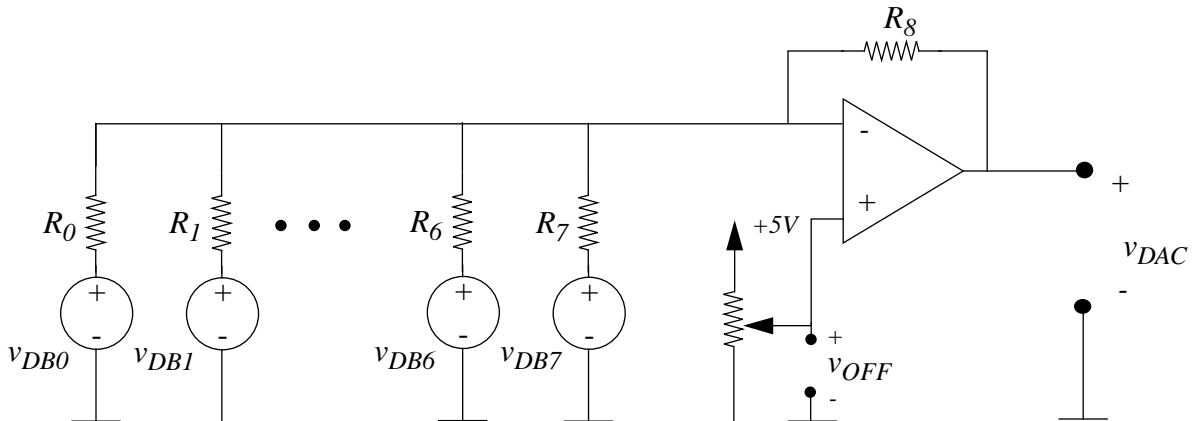 R8
-
+
R0 R1 R6 R7
+5V
+
vDAC
-
+ + + +
- - - -
vDB0 vDB1 vDB6 vDB7
+
vOFF
-